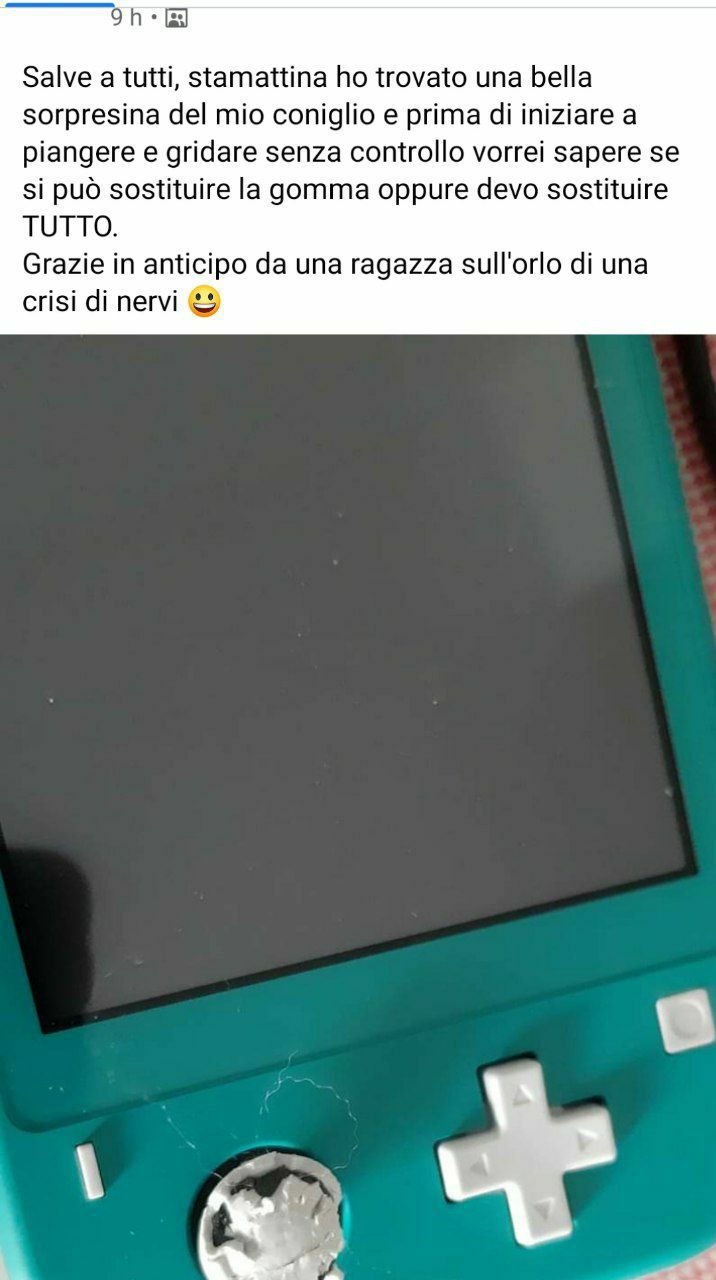 9 h •
Salve a tutti, stamattina ho trovato una bella
sorpresina del mio coniglio e prima di iniziare a
piangere e gridare senza controllo vorrei sapere se
si può sostituire la gomma oppure devo sostituire
TUTTO.
Grazie in anticipo da una ragazza sull'orlo di una
crisi di nervi 😀